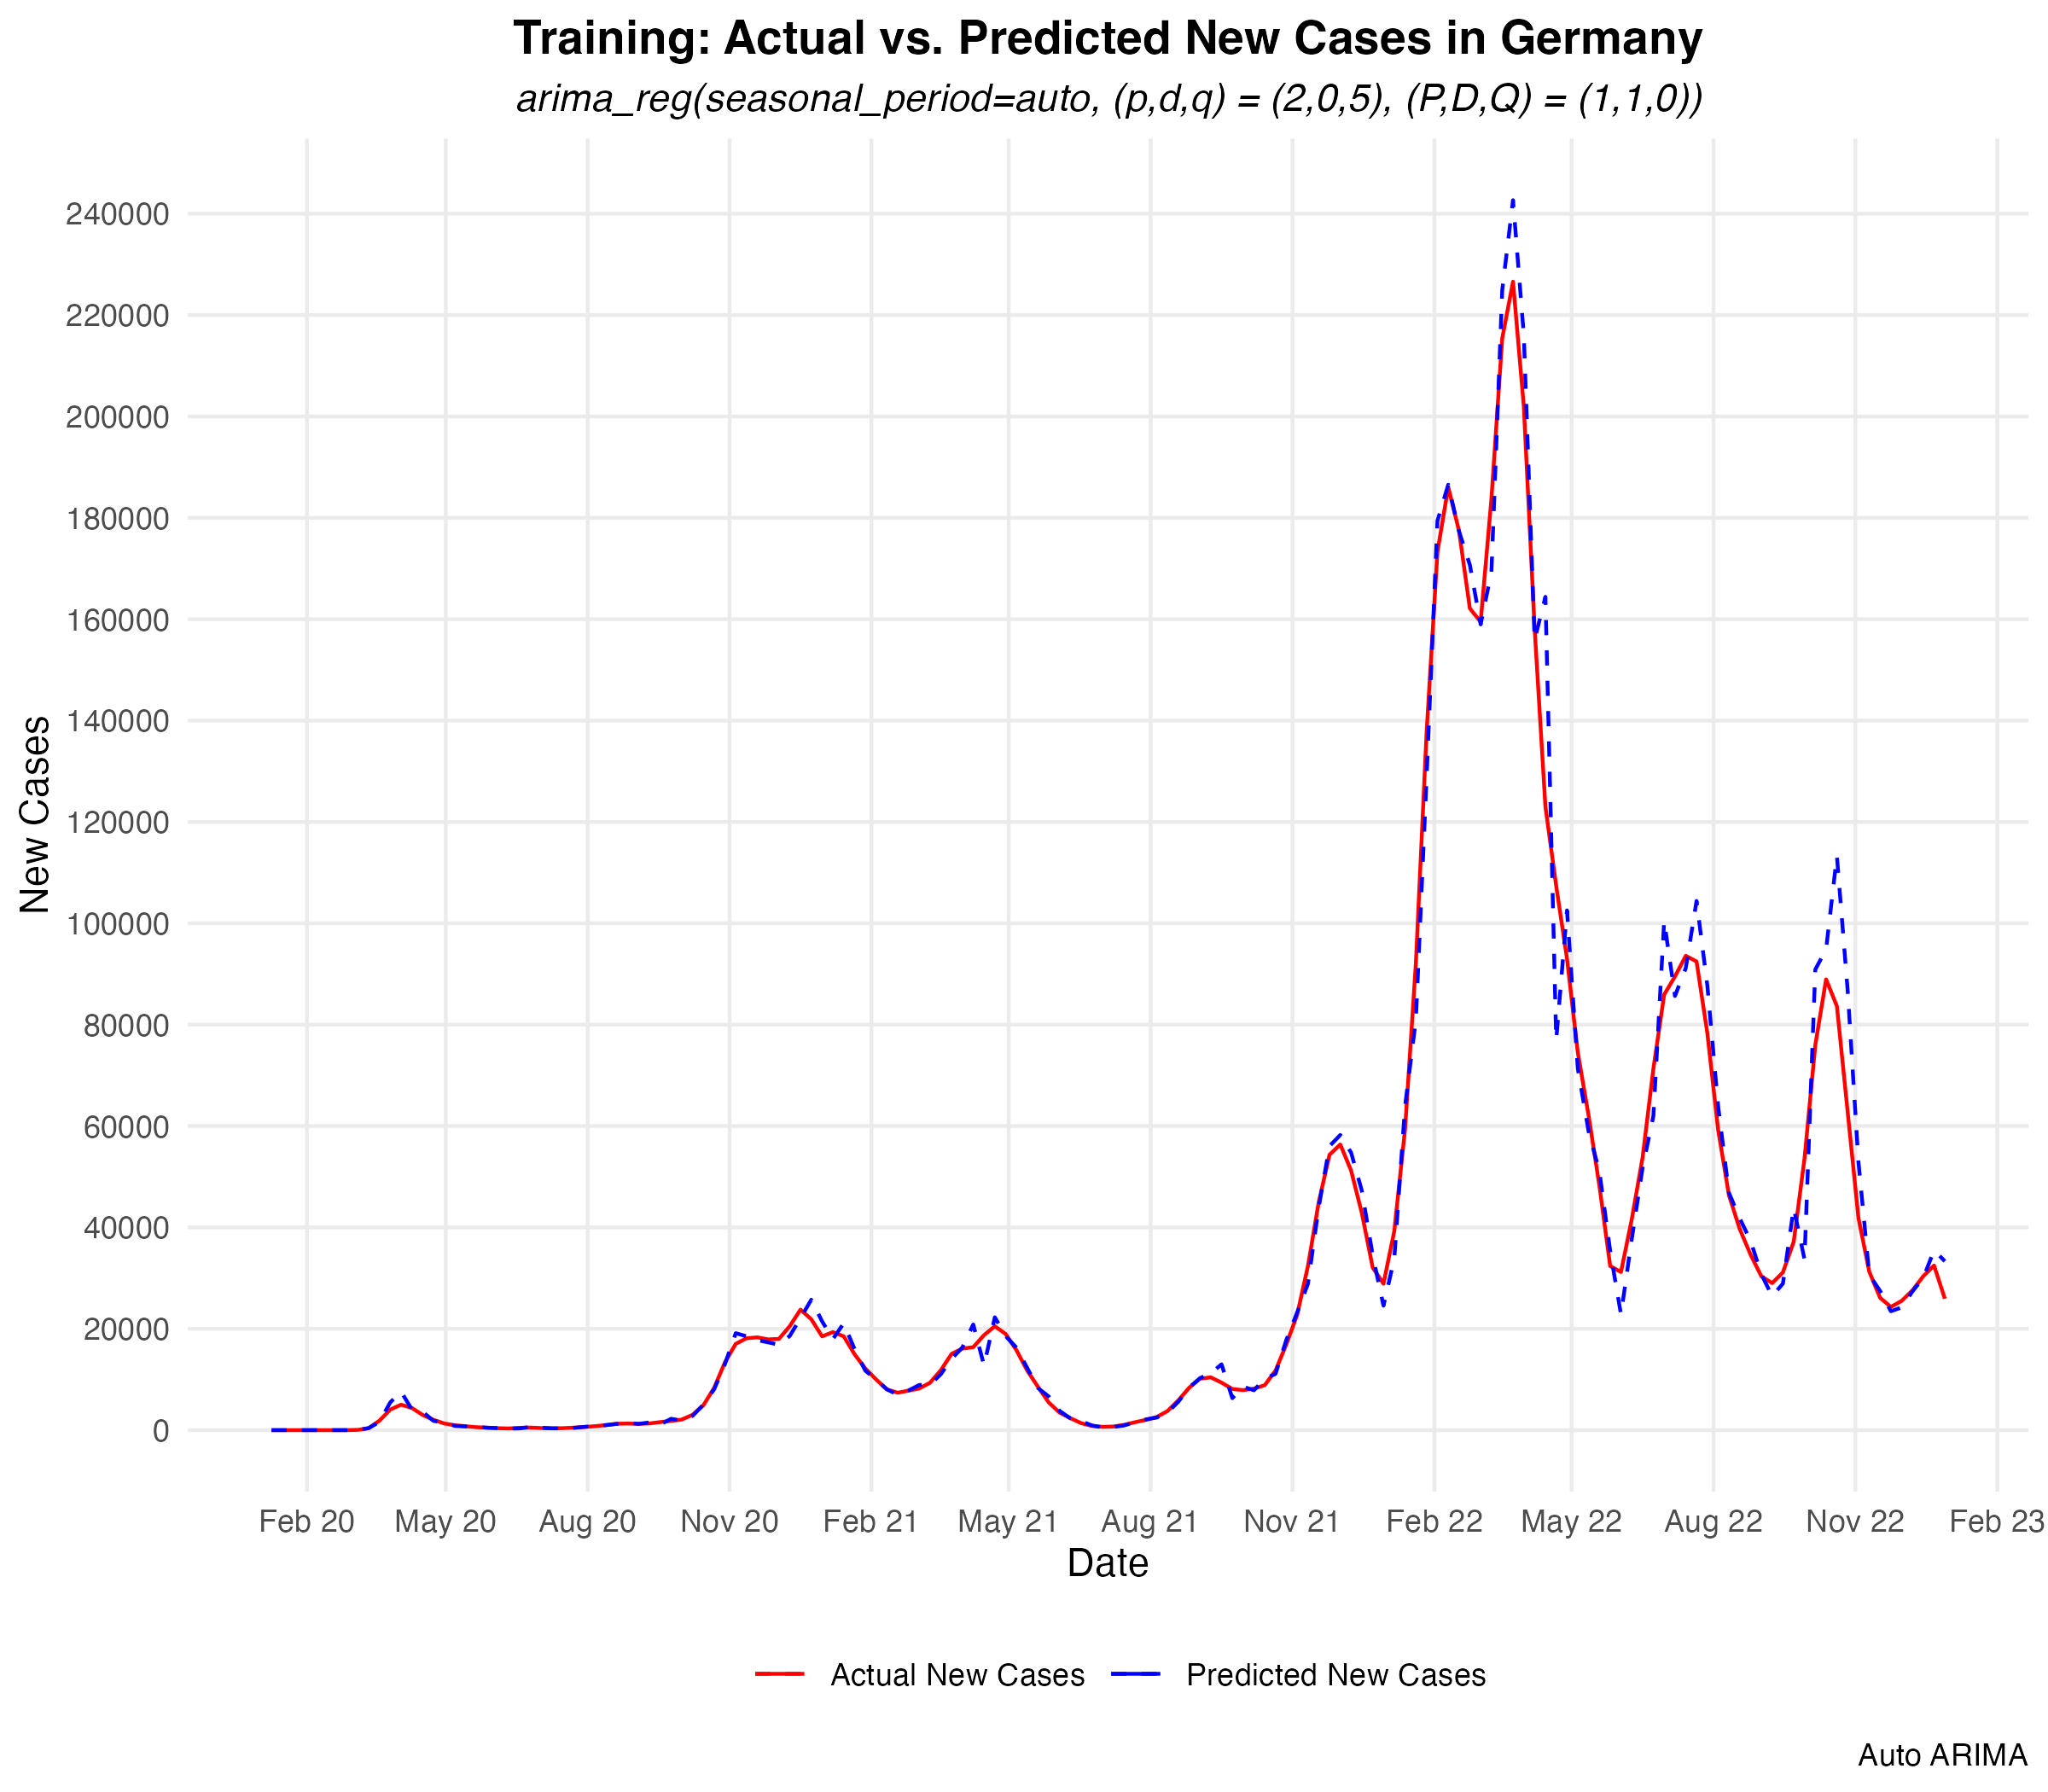 Training: Actual vs. Predicted New Cases in Germany
arima_reg(seasonal_period=auto, (p,d,q) = (2,0,5), (P,D,Q) = (1,1,0))
New Cases
240000
220000
200000
180000
160000
140000
120000
100000
80000
60000
40000
20000
0
Feb 20 May 20 Aug 20 Nov 20 Feb 21 May 21 Aug 21 Nov 21 Feb 22 May 22 Aug 22 Nov 22 Feb 23
Date
Actual New Cases Predicted New Cases
Auto ARIMA